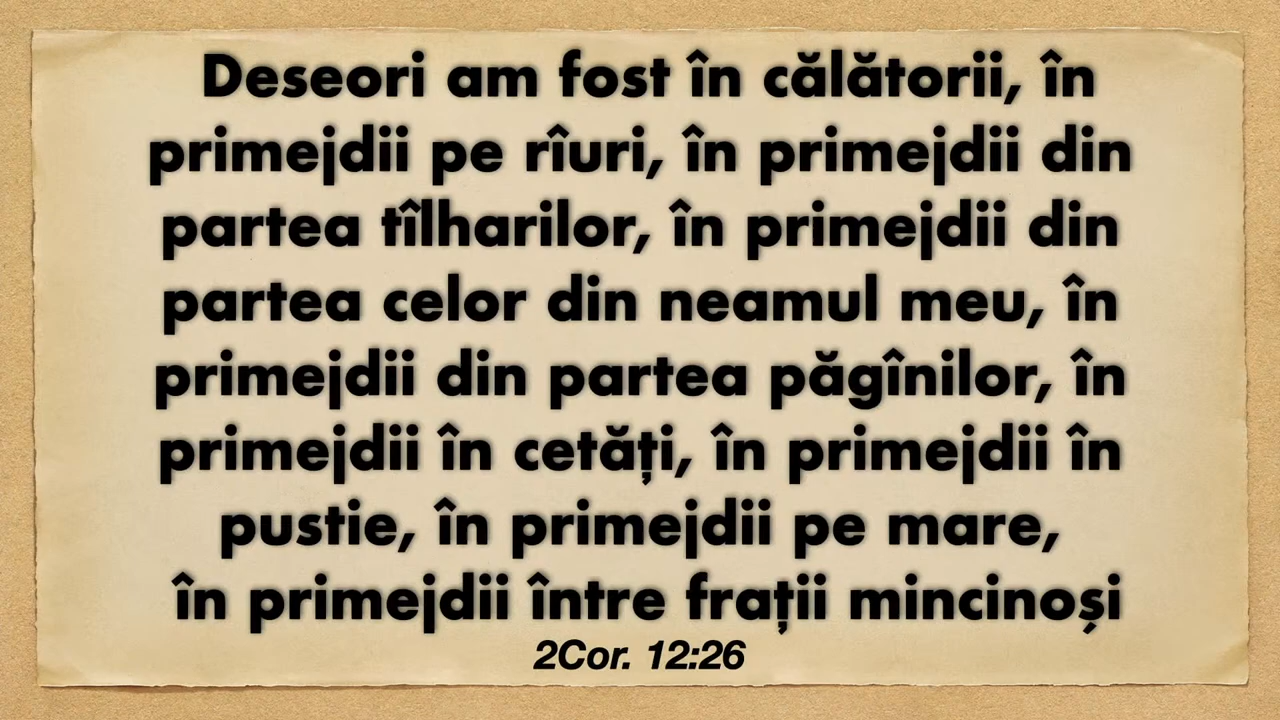 Deseori am fost în călătorii, în
primejdii pe rîuri, în primejdii din
partea tîlharilor, în primejdii din
partea celor din neamul meu, în
primejdii din partea păgînilor, în
primejdii în cetăți, în primejdii în
pustie, în primejdii pe mare,
în primejdii între frații mincinoși
2Cor. 12:26